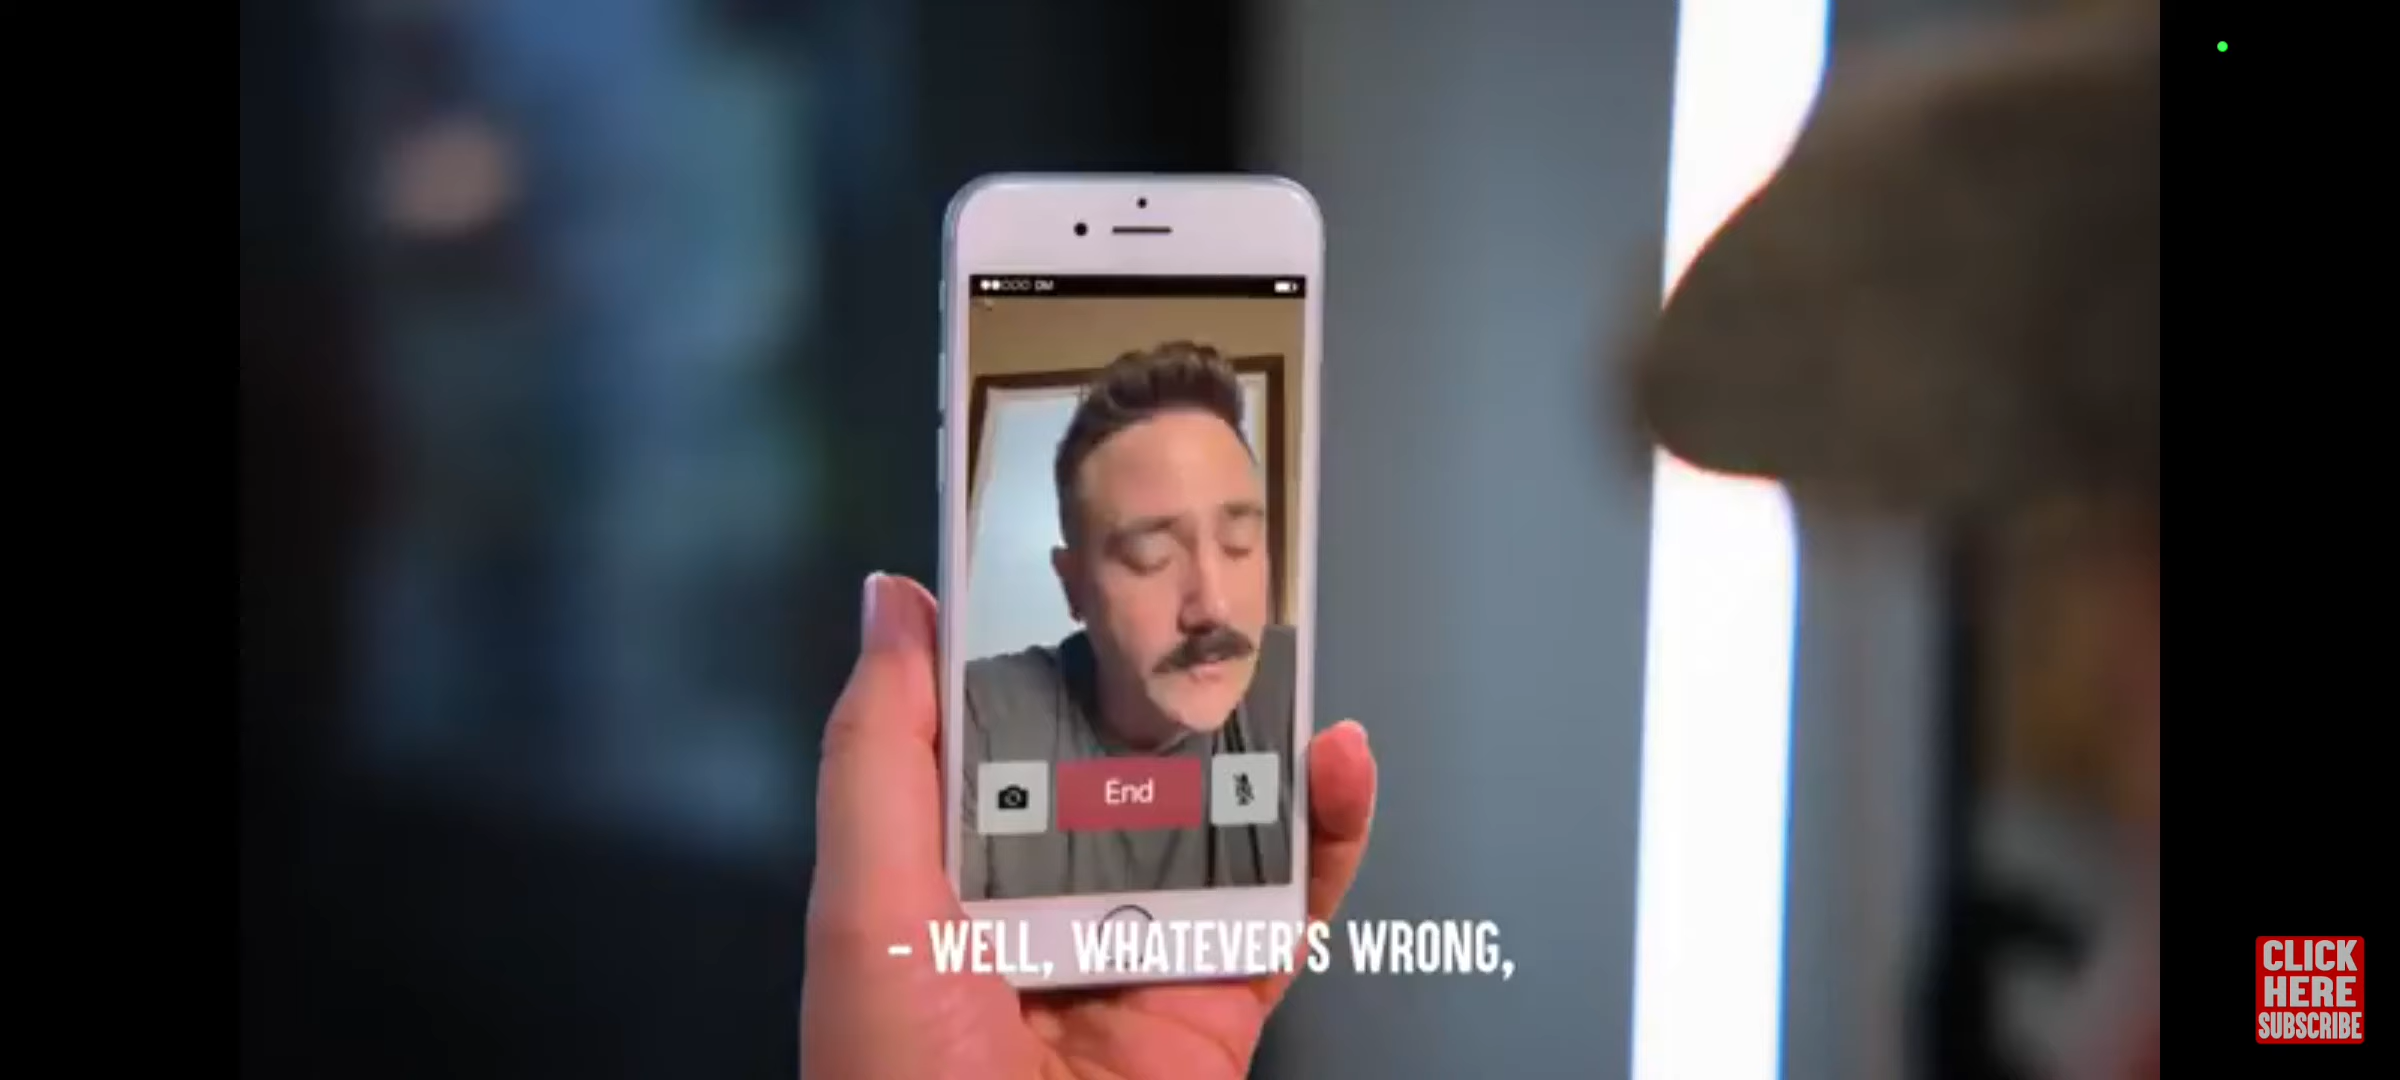 End
– WELL, WHATEVER'S WRONG,
CLICK
HERE
SUBSCRIBE